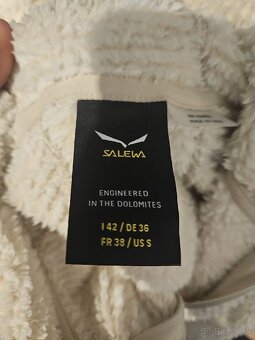 SALEWA
ENGINEERED
IN THE DOLOMITES
I 42 / DE 36
FR 38 / US S